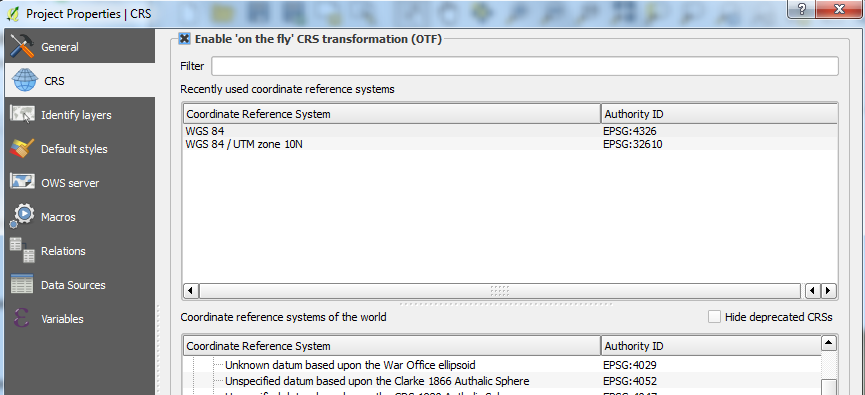 Project Properties | CRS
General
CRS
Identify layers
Default styles
OWS server
Macros
Relations
Data Sources
Variables
Enable 'on the fly' CRS transformation (OTF)
Filter
Recently used coordinate reference systems
Coordinate Reference System Authority ID
WGS 84 EPSG:4326
WGS 84 / UTM zone 10N EPSG:32610
Coordinate reference systems of the world Hide deprecated CRSs
Coordinate Reference System Authority ID
Unknown datum based upon the War Office ellipsoid EPSG:4029
Unspecified datum based upon the Clarke 1866 Authalic Sphere EPSG:4052